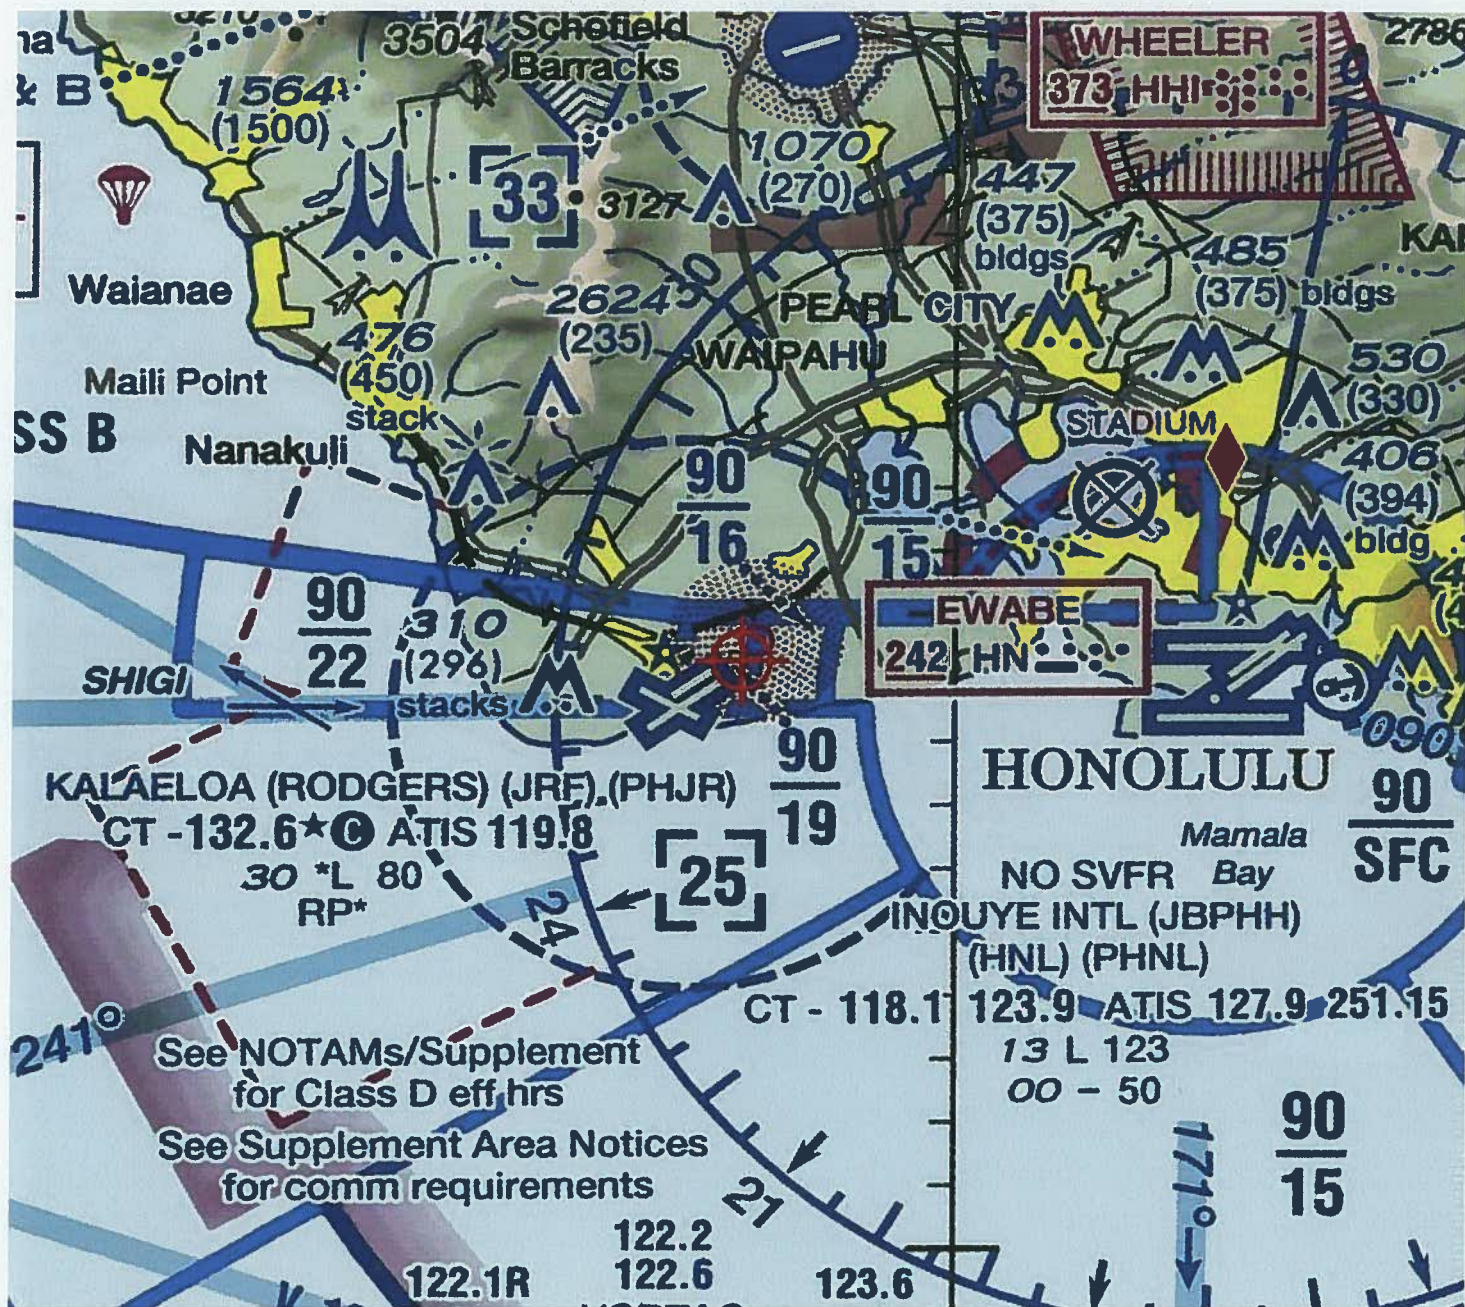 3504
Schofield
Barracks
WHEELER
373 HHI
2786
& B
1564
(1500)
1070
(270)
447
(375)
bldgs
33
3127
485
(375) bldgs
Waianae
2624
(235)
30
PEARL CITY
WAIPAHU
476
(450)
stack
Maili Point
530
(330)
SS B
Nanakuli
STADIUM
406
(394)
bldg
90
16
90
15
90
22
310
(296)
stacks
EWABE
242 HN
SHIGI
090
KALAELOA (RODGERS) (JRF) (PHJR)
CT - 132.6★ C ATIS 119.8
30 *L 80
RP*
90
19
HONOLULU
90
SFC
Mamala
Bay
25
24
NO SVFR
INOUYE INTL (JBPHH)
(HNL) (PHNL)
CT - 118.1 123.9 ATIS 127.9 251.15
13 L 123
00 - 50
241°
See NOTAMs/Supplement
for Class D eff hrs
See Supplement Area Notices
for comm requirements
21
171°
90
15
122.2
122.1R
122.6
123.6